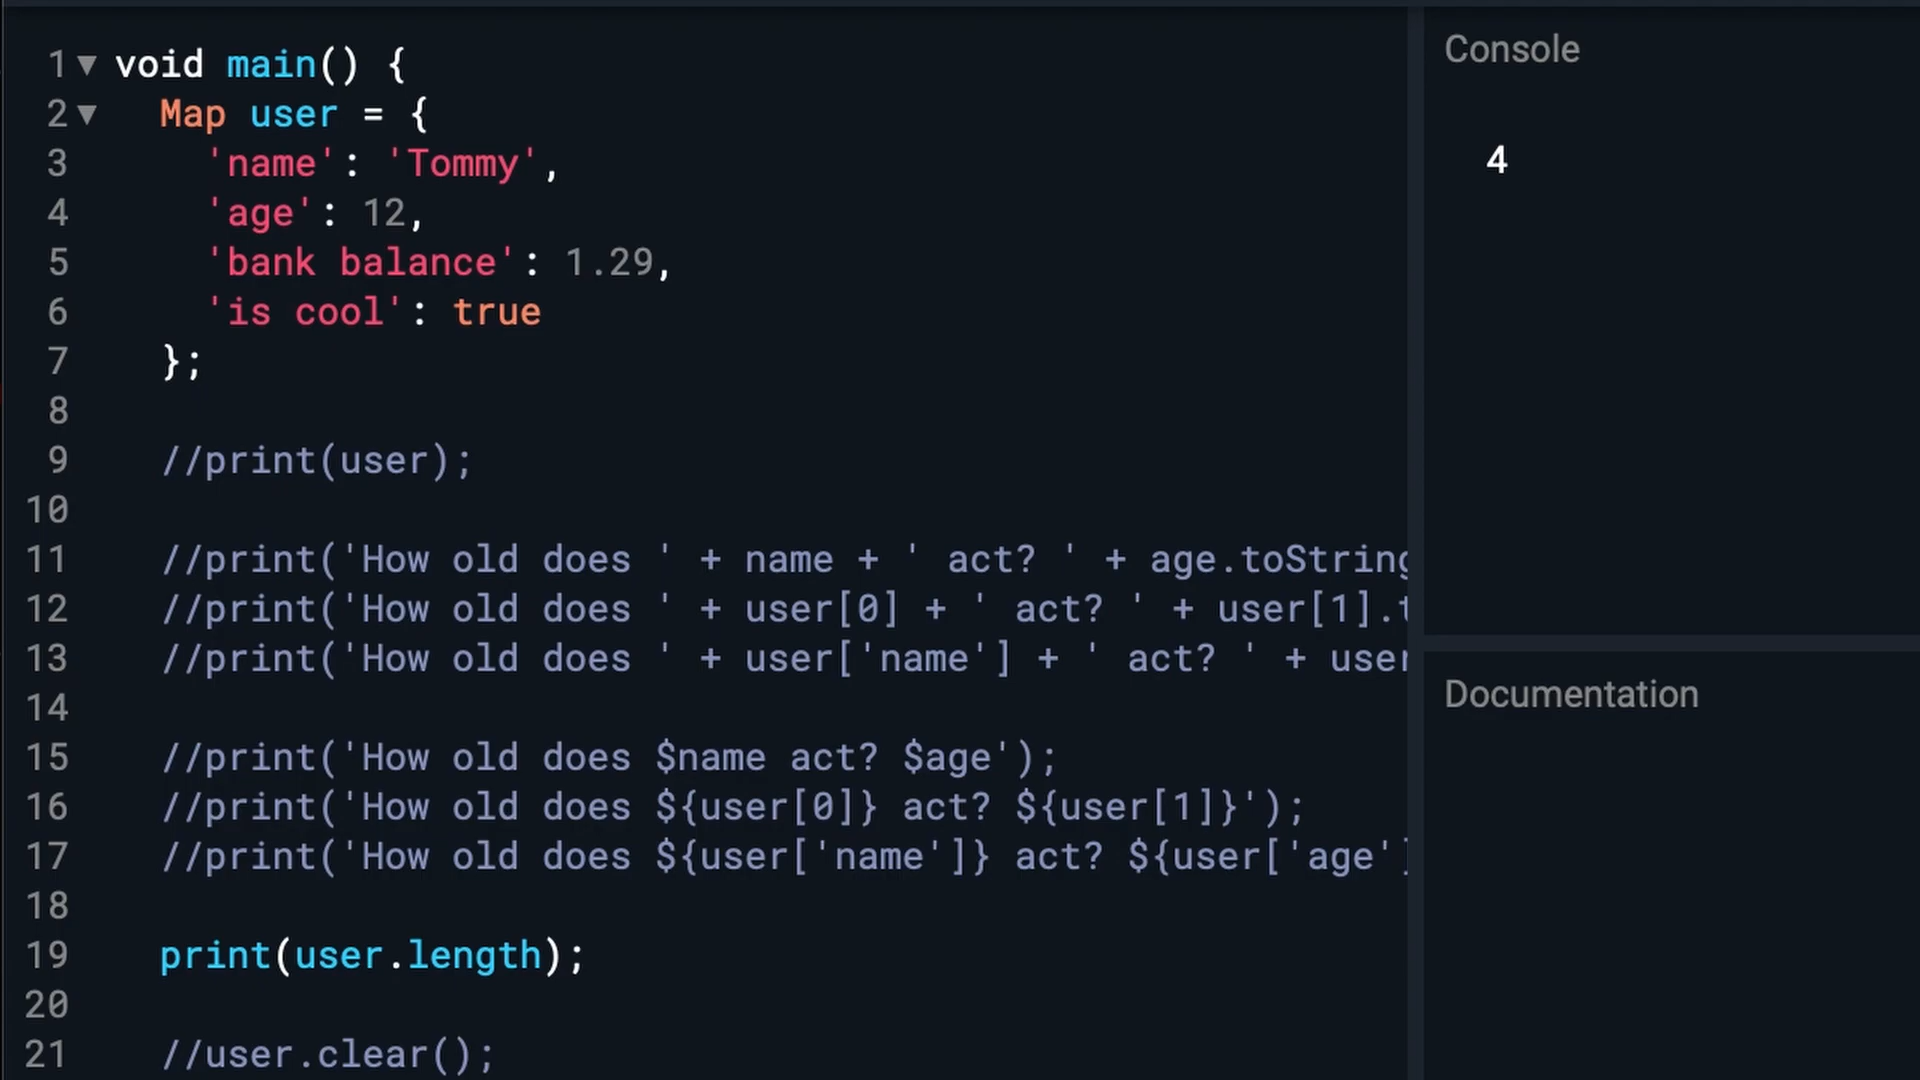 1 void main() {
2 Map user = {
3 'name': 'Tommy',
4 'age': 12,
5 'bank balance': 1.29,
6 'is cool': true
7 };
8
9 //print(user);
10
11 //print('How old does ' + name + ' act? ' + age.toString
12 //print('How old does ' + user[0] + ' act? ' + user[1].t
13 //print('How old does ' + user['name'] + ' act? ' + user
14
15 //print('How old does $name act? $age');
16 //print('How old does ${user[0]} act? ${user[1]}');
17 //print('How old does ${user['name']} act? ${user['age']
18
19 print(user.length);
20
21 //user.clear();
Console
4
Documentation